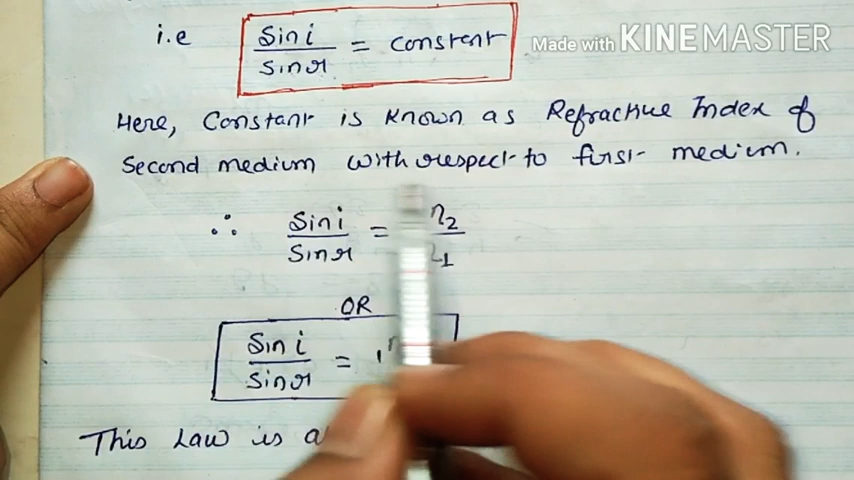 i.e Sin i / Sin r = constent
Made with KINEMASTER
Here, Constant is known as Refractive Index of
Second medium with respect to first medium.
∴ Sin i / Sin r = n2
OR
Sin i / Sin r =
This Law is